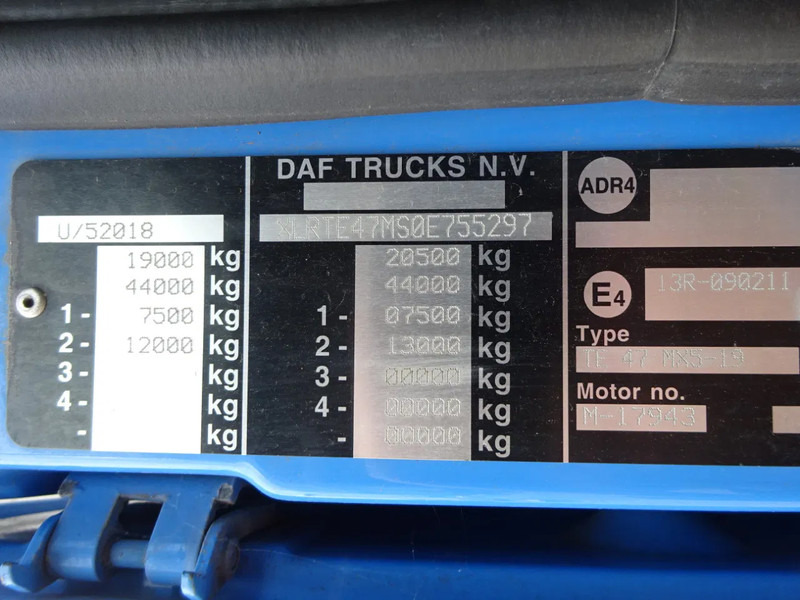 U/52018
19000 kg
44000 kg
1 - 7500 kg
2 - 12000 kg
3 - kg
4 - kg
- kg
DAF TRUCKS N.V.
XLRTE47MS0E755297
20500 kg
44000 kg
1 - 07500 kg
2 - 13000 kg
3 - 00000 kg
4 - 00000 kg
- 00000 kg
ADR4
E4 13R-090211
Type
TE 47 MX5-19
Motor no.
M-17943